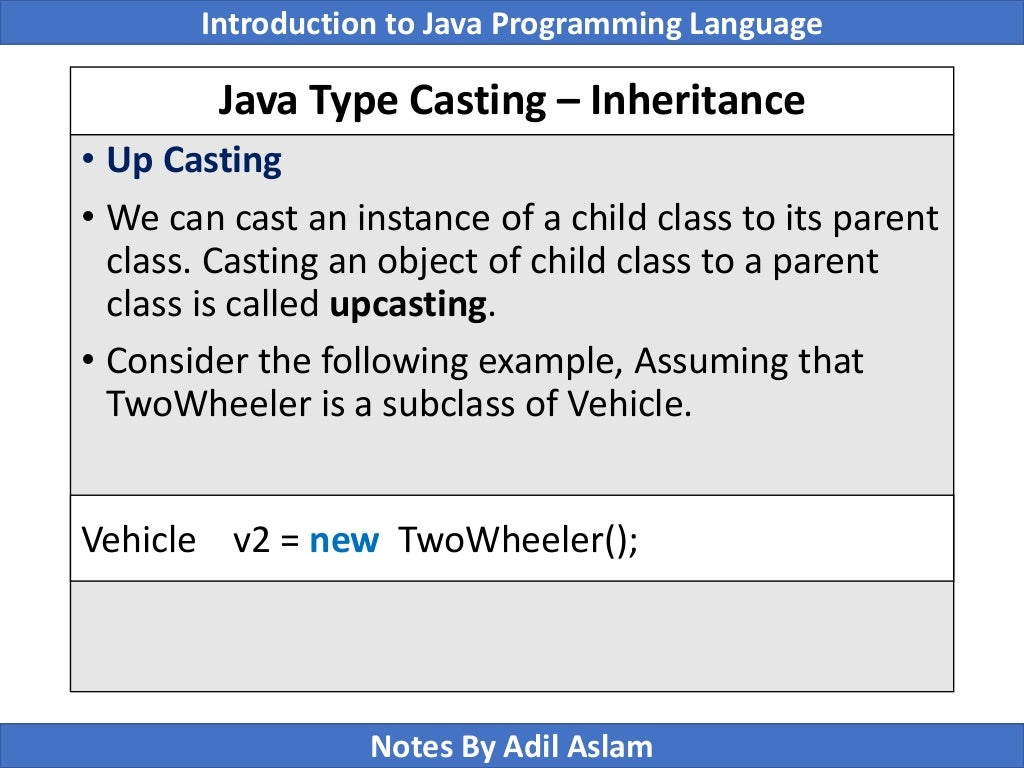 Introduction to Java Programming Language
Java Type Casting – Inheritance
• Up Casting
• We can cast an instance of a child class to its parent
class. Casting an object of child class to a parent
class is called upcasting.
• Consider the following example, Assuming that
TwoWheeler is a subclass of Vehicle.
Vehicle v2 = new TwoWheeler();
Notes By Adil Aslam